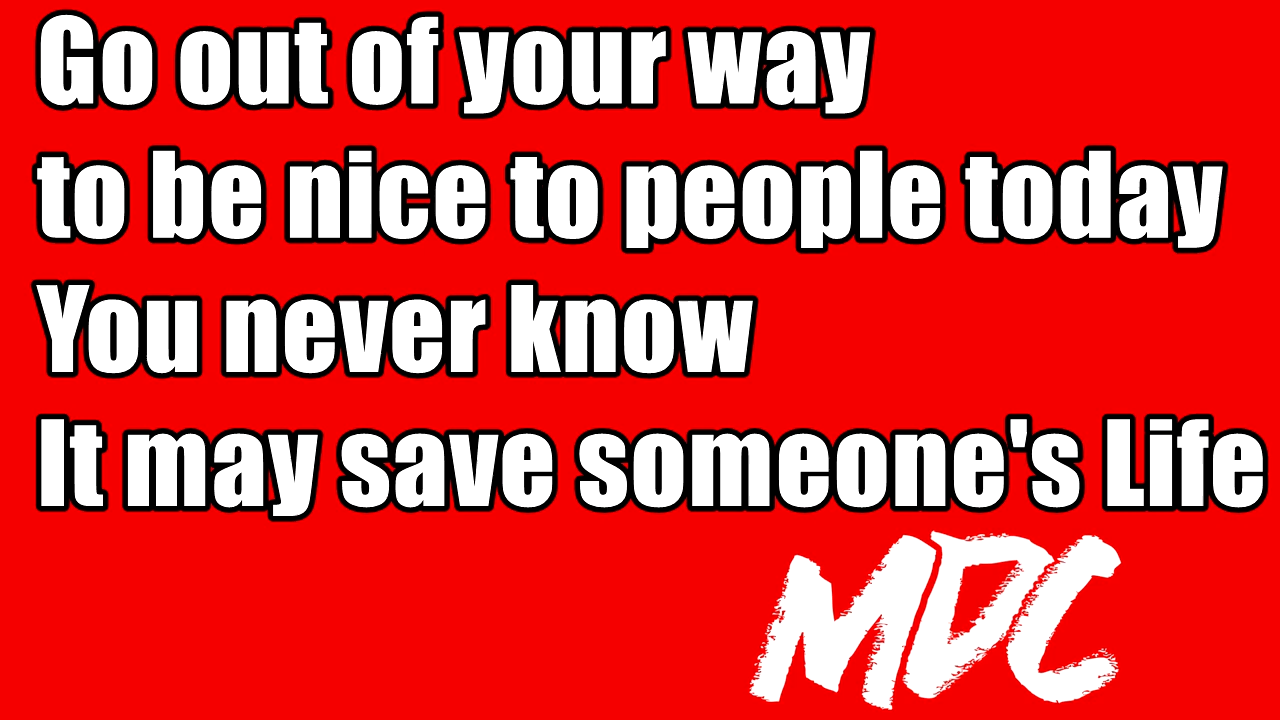 Go out of your way
to be nice to people today
You never know
It may save someone's Life
MDC